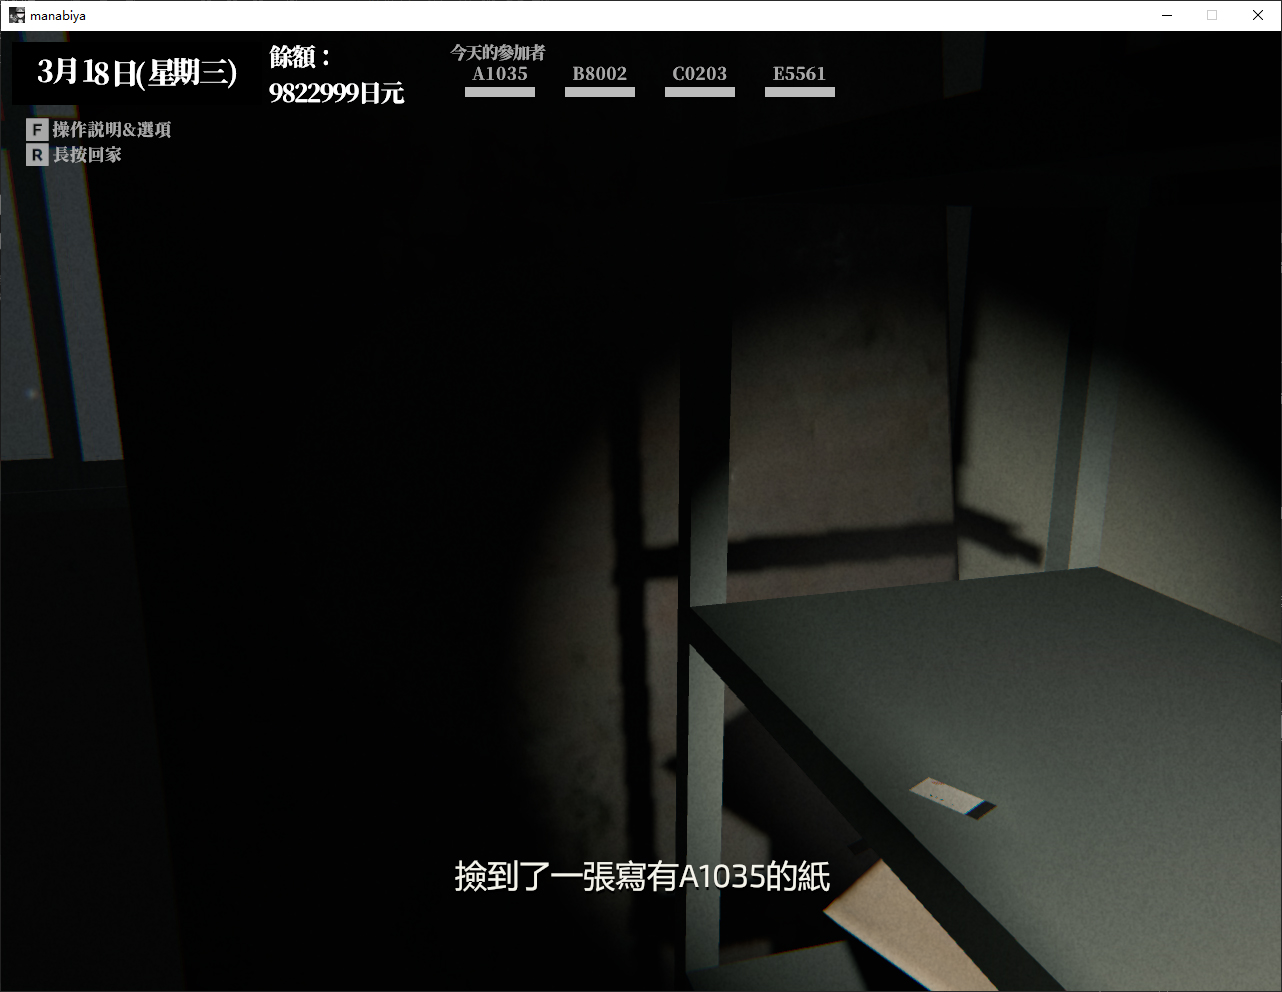 manabiya
3月18日(星期三)
餘額：
9822999日元
今天的參加者
A1035 B8002 C0203 E5561
F 操作説明&選項
R 長按回家
撿到了一張寫有A1035的紙